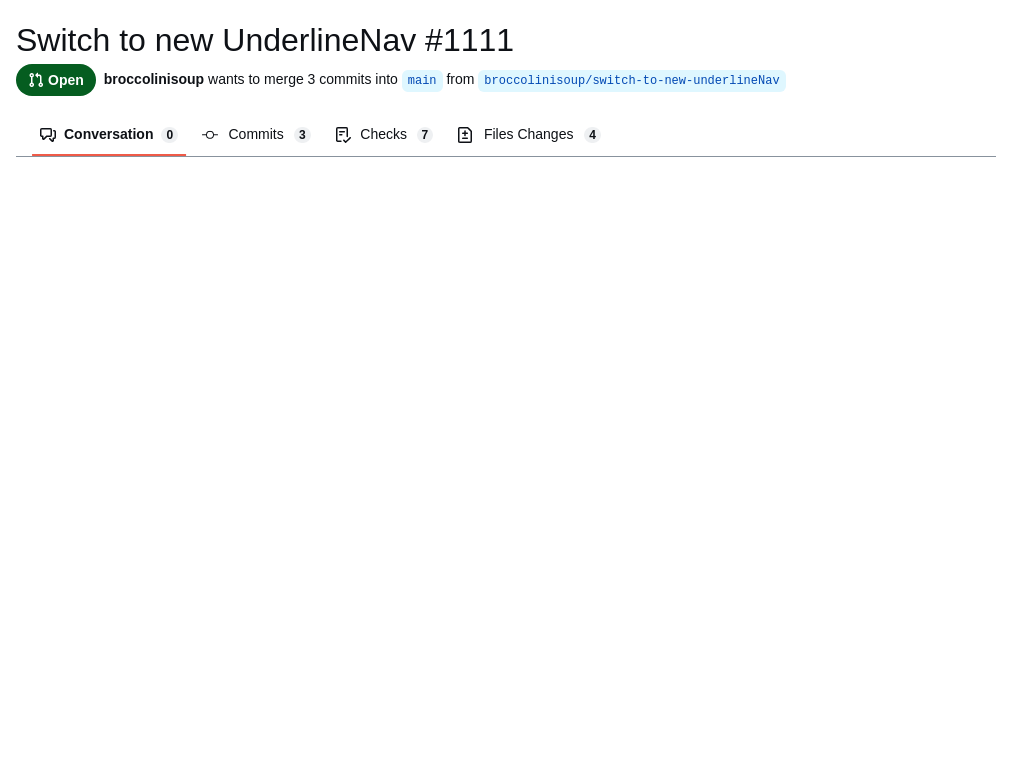 Switch to new UnderlineNav #1111
Open broccolinisoup wants to merge 3 commits into main from broccolinisoup/switch-to-new-underlineNav
Conversation 0 Commits 3 Checks 7 Files Changes 4